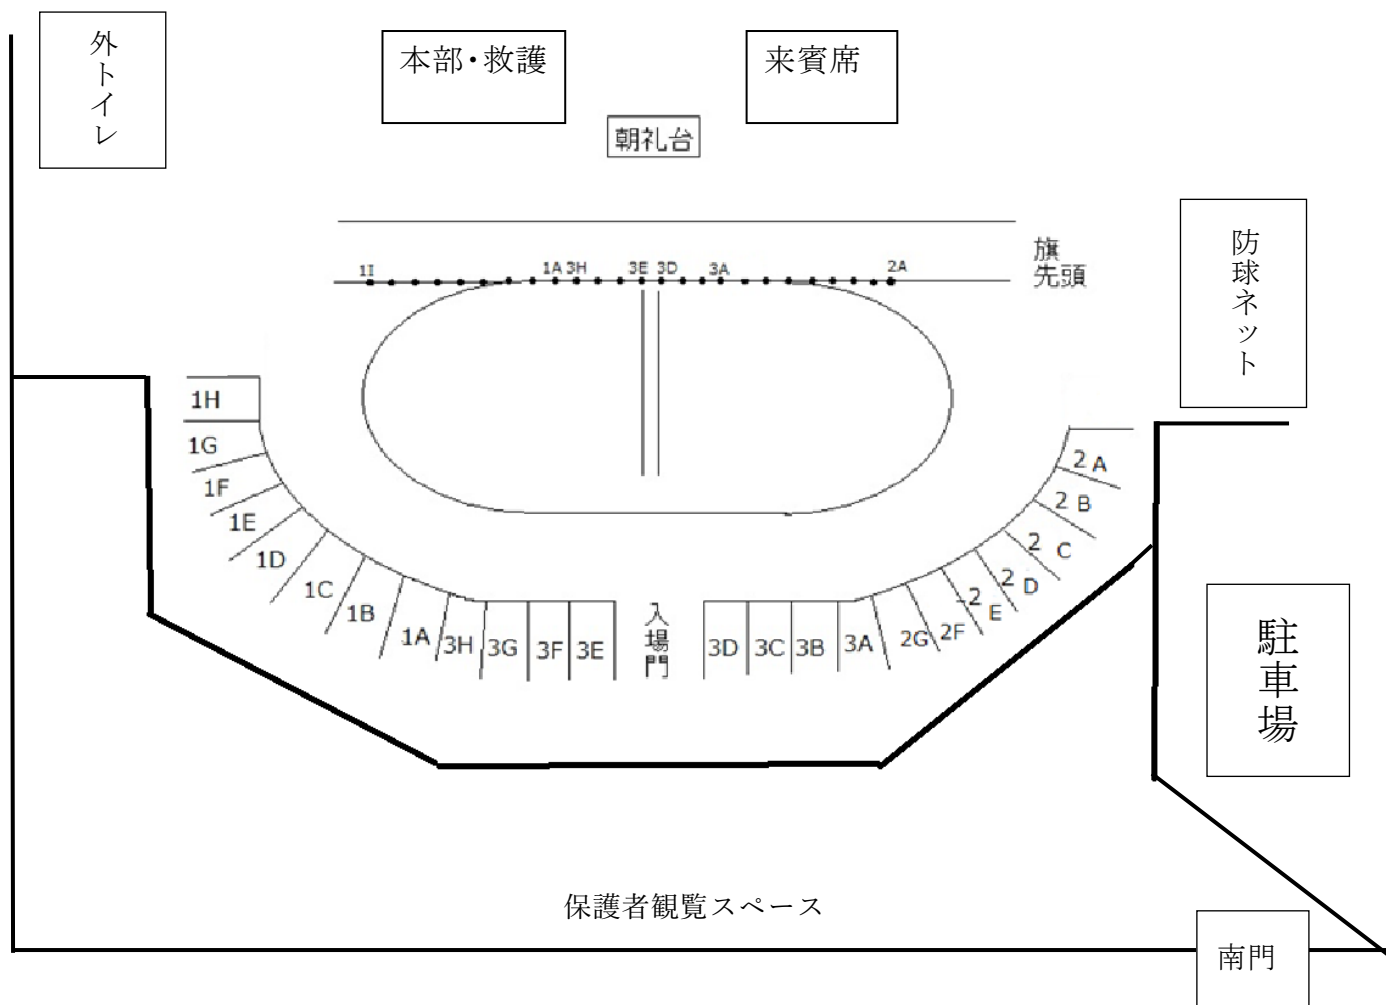 外トイレ
本部・救護
来賓席
朝礼台
防球ネット
旗
先頭
1I
1A
3H
3E
3D
3A
2A
1H
1G
1F
1E
1D
1C
1B
1A
3H
3G
3F
3E
入場門
3D
3C
3B
3A
2G
2F
2E
2D
2C
2B
2A
駐車場
保護者観覧スペース
南門